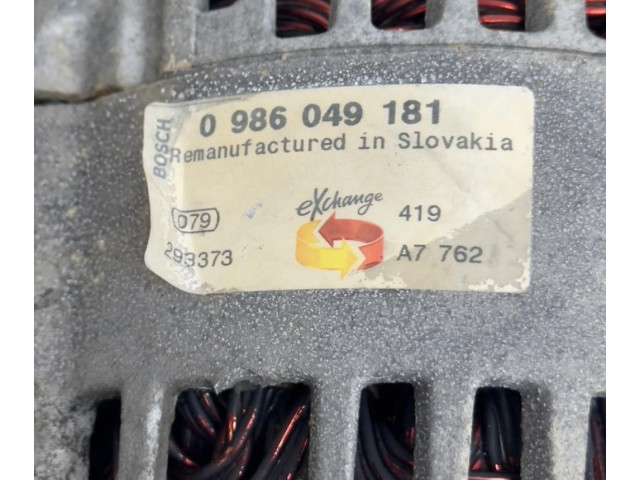 BOSCH
0 986 049 181
Remanufactured in Slovakia
eXchange
079
419
293373
A7 762